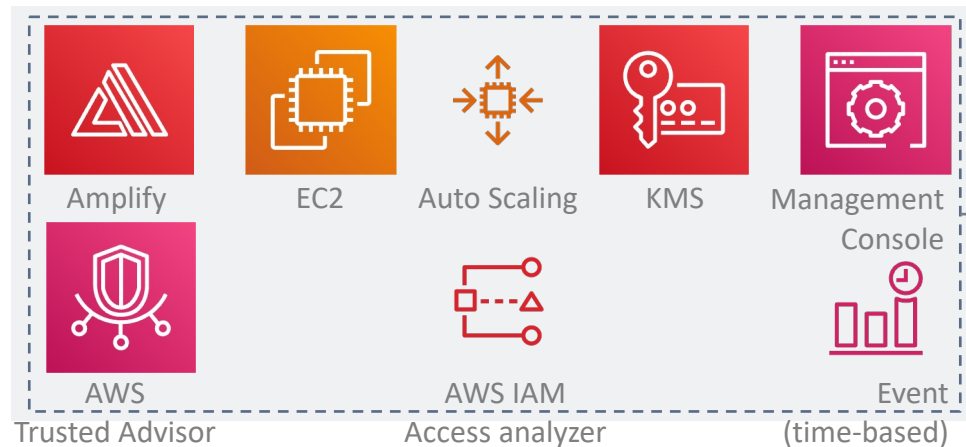 Amplify
EC2
Auto Scaling
KMS
Management
Console
AWS
Trusted Advisor
AWS IAM
Access analyzer
Event
(time-based)